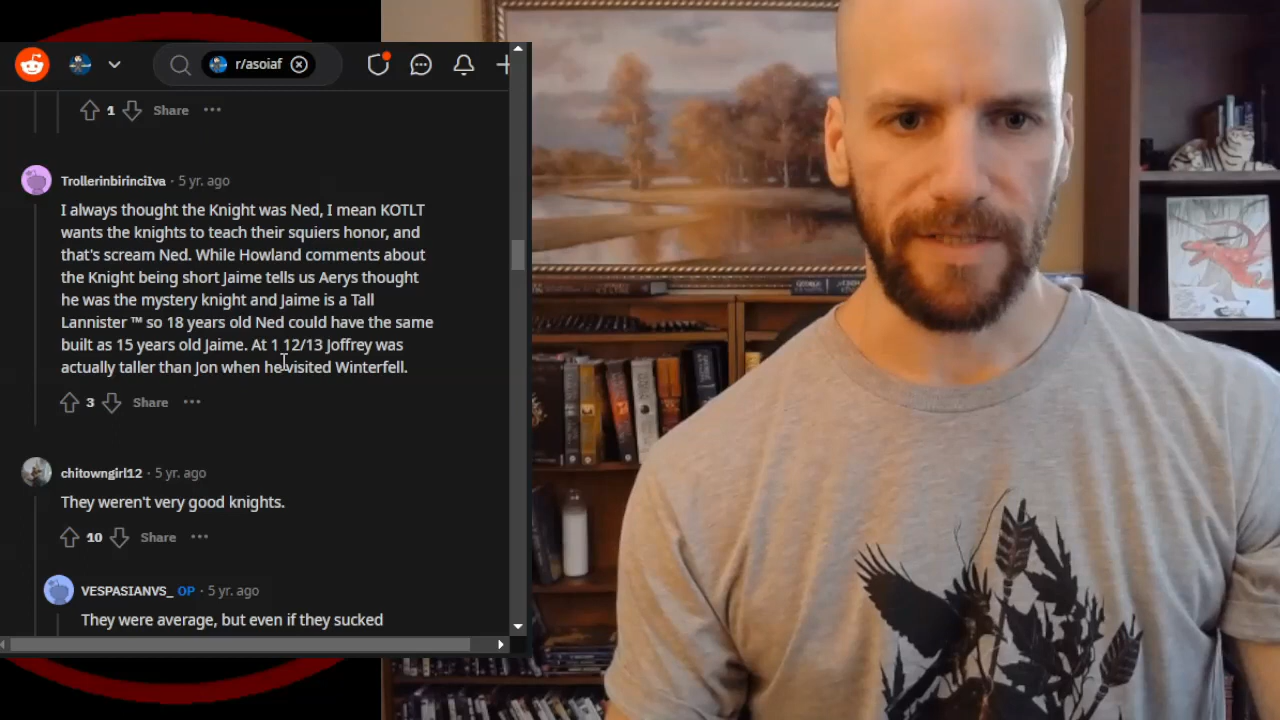 r/asoiaf
1 Share
TrollerinbirinciIva · 5 yr. ago
I always thought the Knight was Ned, I mean KOTLT
wants the knights to teach their squiers honor, and
that's scream Ned. While Howland comments about
the Knight being short Jaime tells us Aerys thought
he was the mystery knight and Jaime is a Tall
Lannister ™ so 18 years old Ned could have the same
built as 15 years old Jaime. At 1 12/13 Joffrey was
actually taller than Jon when he visited Winterfell.
3 Share
chitowngirl12 · 5 yr. ago
They weren't very good knights.
10 Share
VESPASIANVS_ OP · 5 yr. ago
They were average, but even if they sucked